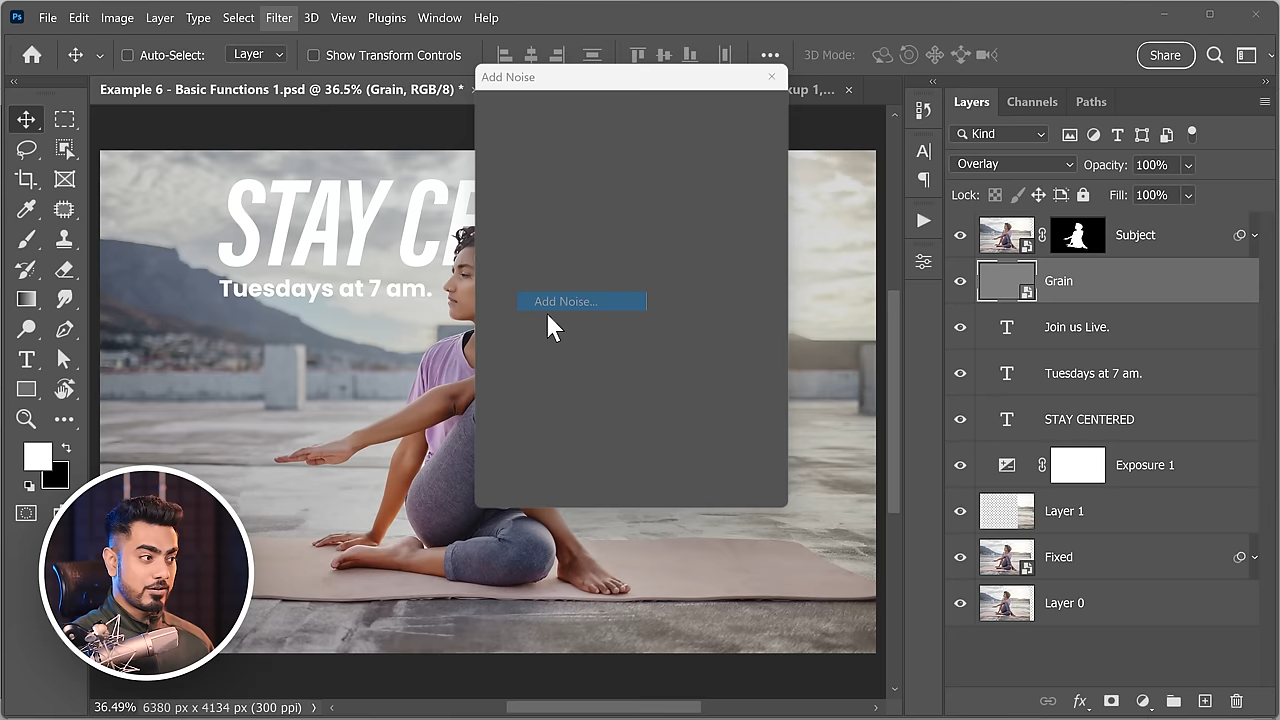 Ps File Edit Image Layer Type Select Filter 3D View Plugins Window Help
Auto-Select: Layer Show Transform Controls 3D Mode: Share
Add Noise
Example 6 - Basic Functions 1.psd @ 36.5% (Grain, RGB/8) *
kup 1,...
Layers Channels Paths
Kind
Overlay Opacity: 100%
Lock: Fill: 100%
STAY CE
Tuesdays at 7 am.
Add Noise...
Subject
Grain
T Join us Live.
T Tuesdays at 7 am.
T STAY CENTERED
Exposure 1
Layer 1
Fixed
Layer 0
36.49% 6380 px x 4134 px (300 ppi)
fx